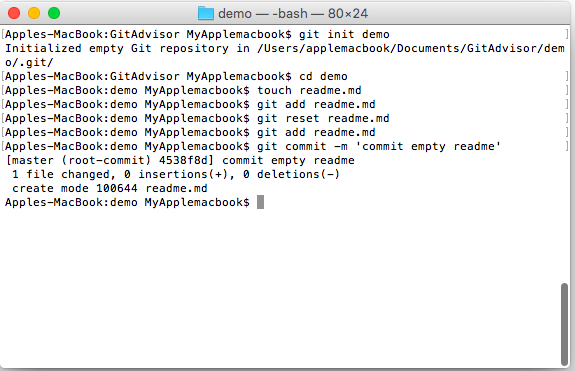 demo — -bash — 80×24
[Apples-MacBook:GitAdvisor MyApplemacbook$ git init demo ]
Initialized empty Git repository in /Users/applemacbook/Documents/GitAdvisor/dem
o/.git/
[Apples-MacBook:GitAdvisor MyApplemacbook$ cd demo ]
[Apples-MacBook:demo MyApplemacbook$ touch readme.md ]
[Apples-MacBook:demo MyApplemacbook$ git add readme.md ]
[Apples-MacBook:demo MyApplemacbook$ git reset readme.md ]
[Apples-MacBook:demo MyApplemacbook$ git add readme.md ]
[Apples-MacBook:demo MyApplemacbook$ git commit -m 'commit empty readme' ]
[master (root-commit) 4538f8d] commit empty readme
 1 file changed, 0 insertions(+), 0 deletions(-)
 create mode 100644 readme.md
Apples-MacBook:demo MyApplemacbook$